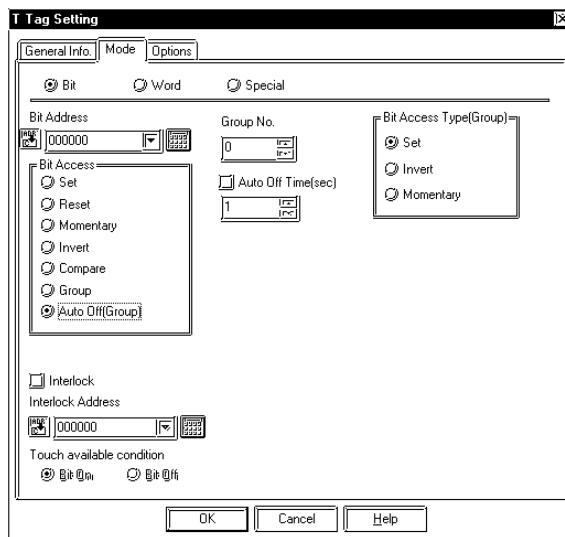 T Tag Setting
General Info. Mode Options
Bit Word Special
Bit Address
000000
Bit Access
Set
Reset
Momentary
Invert
Compare
Group
Auto Off(Group)
Group No.
0
Auto Off Time(sec)
1
Bit Access Type(Group)
Set
Invert
Momentary
Interlock
Interlock Address
000000
Touch available condition
Bit On Bit Off
OK Cancel Help